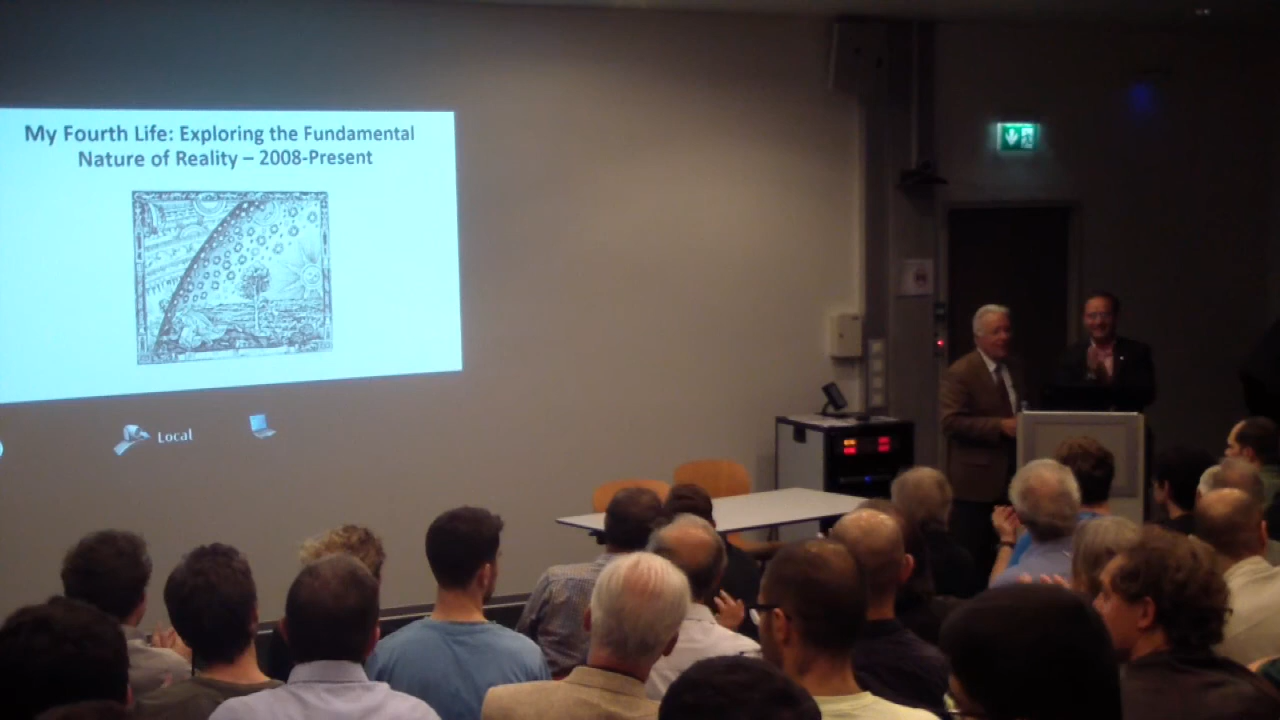 My Fourth Life: Exploring the Fundamental
Nature of Reality – 2008-Present
Local